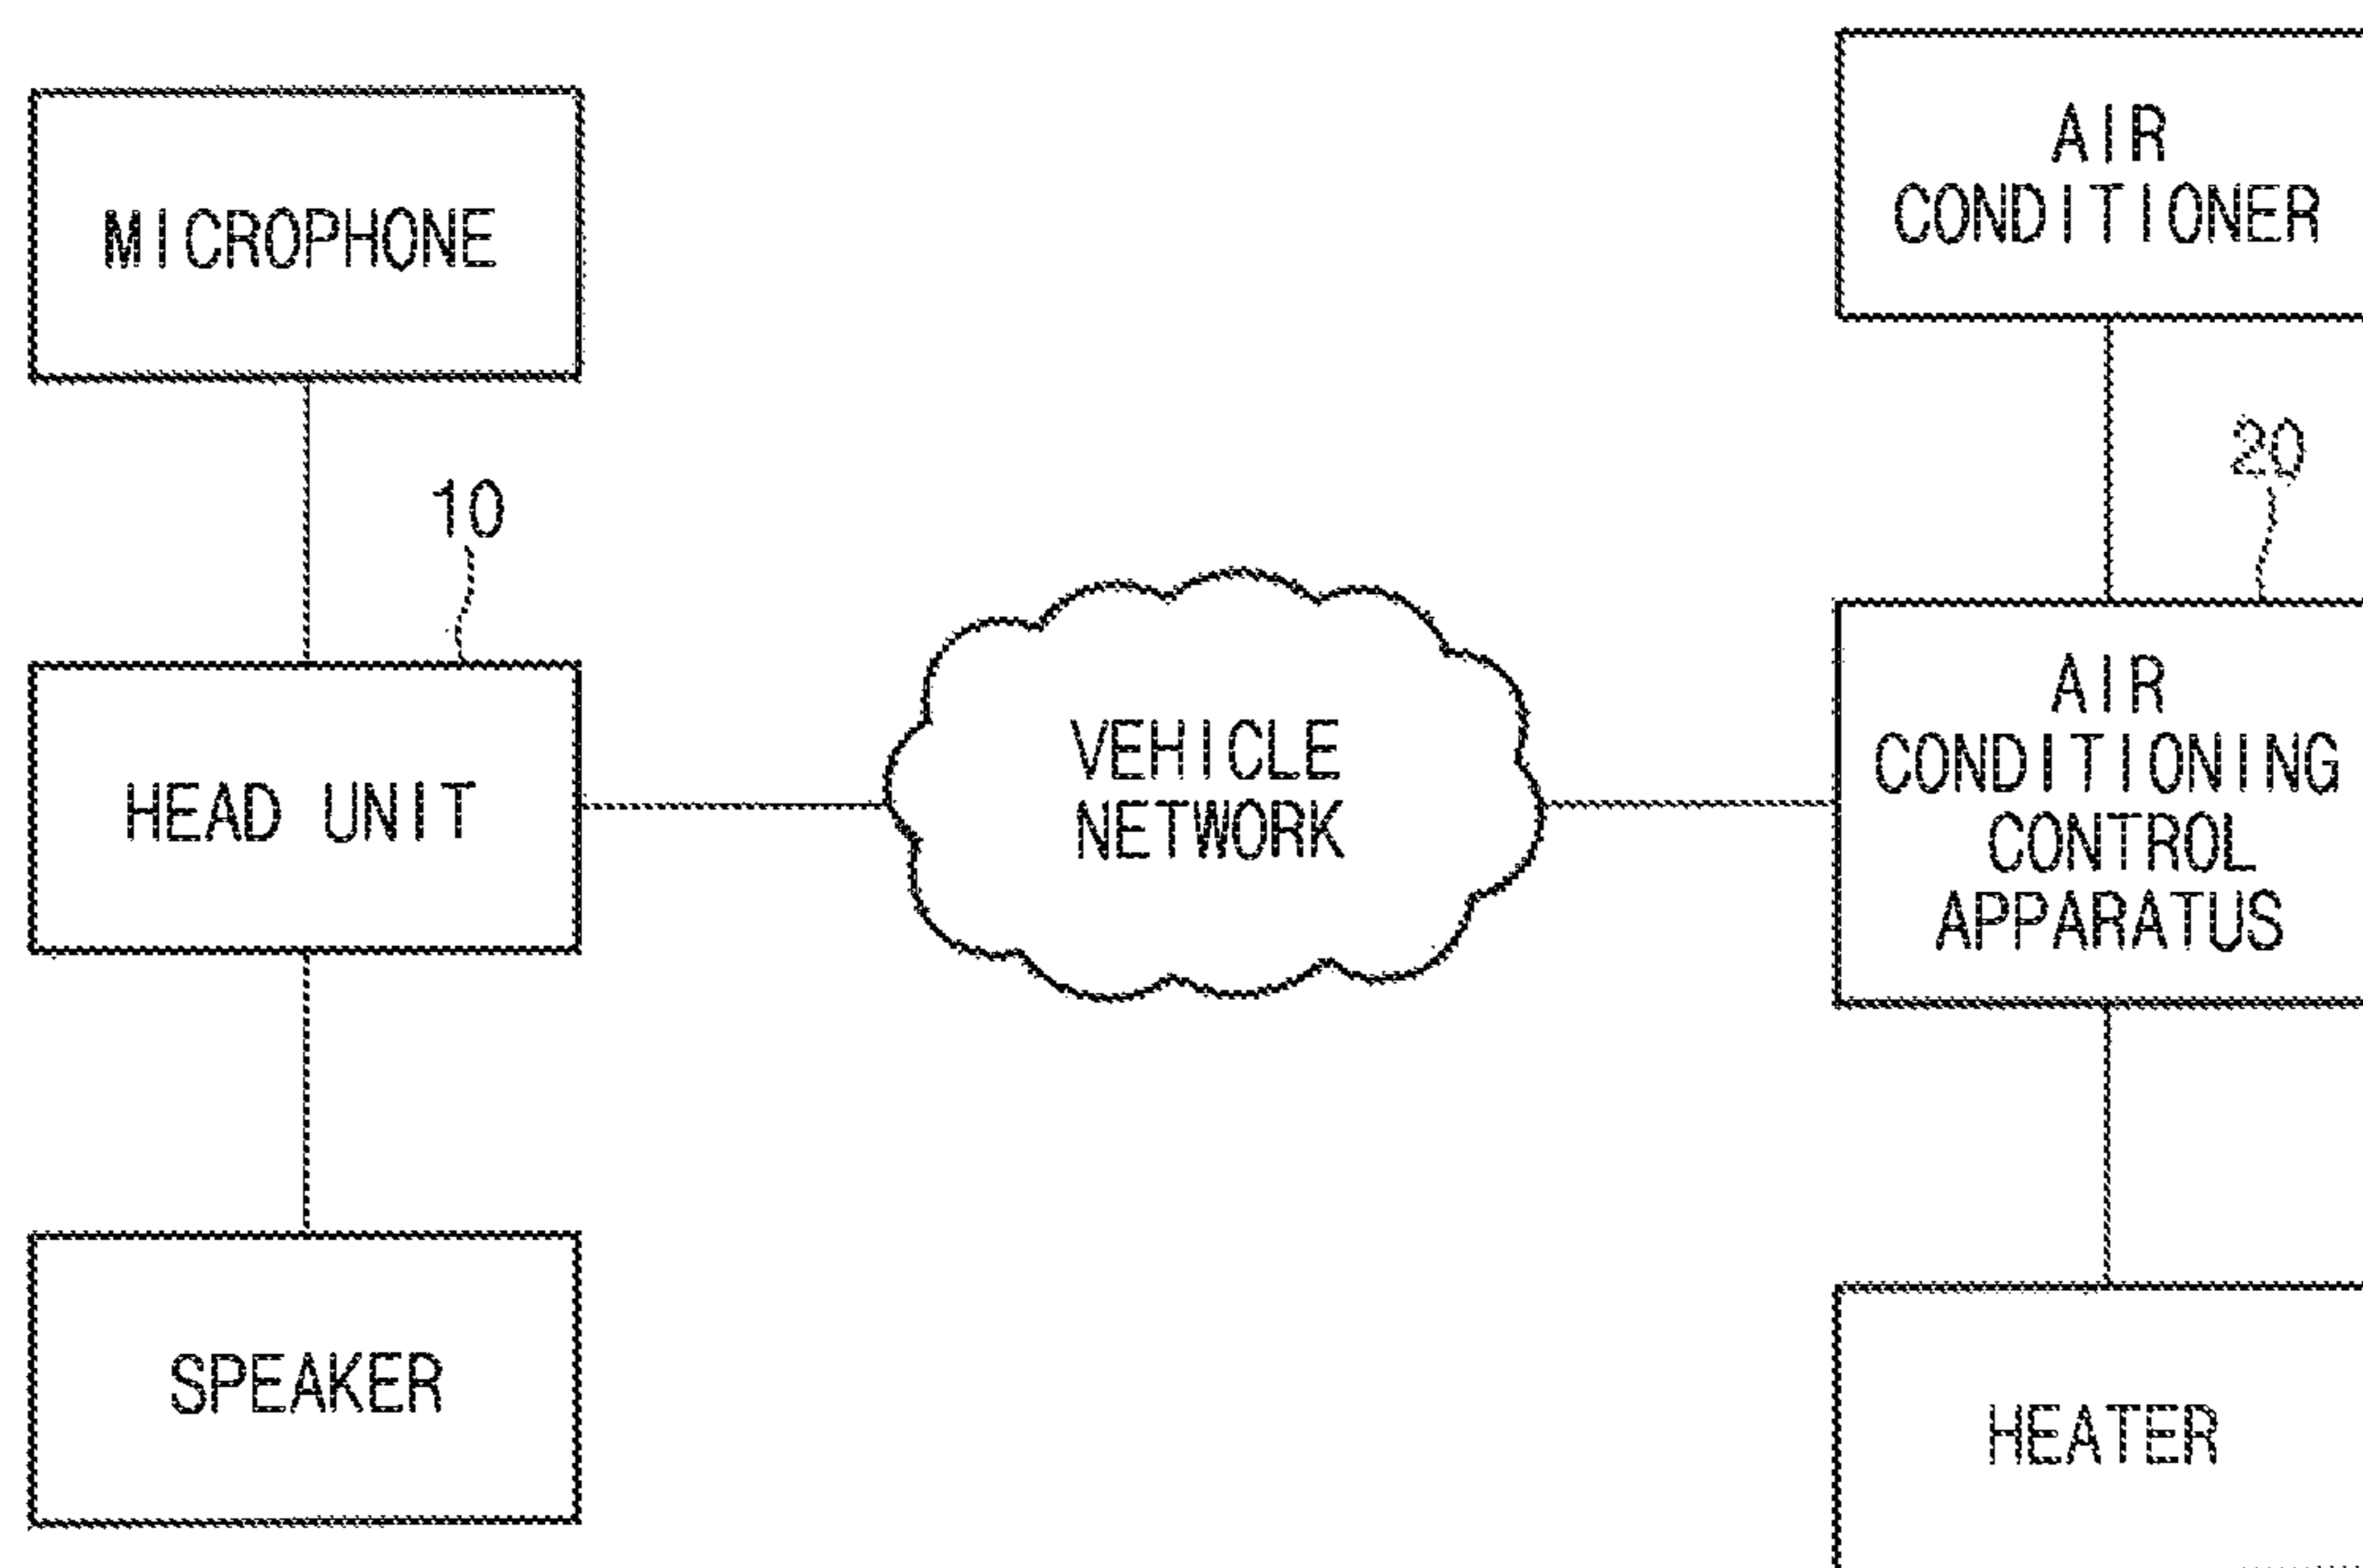 MICROPHONE
10
HEAD UNIT
SPEAKER
VEHICLE
NETWORK
AIR
CONDITIONER
20
AIR
CONDITIONING
CONTROL
APPARATUS
HEATER